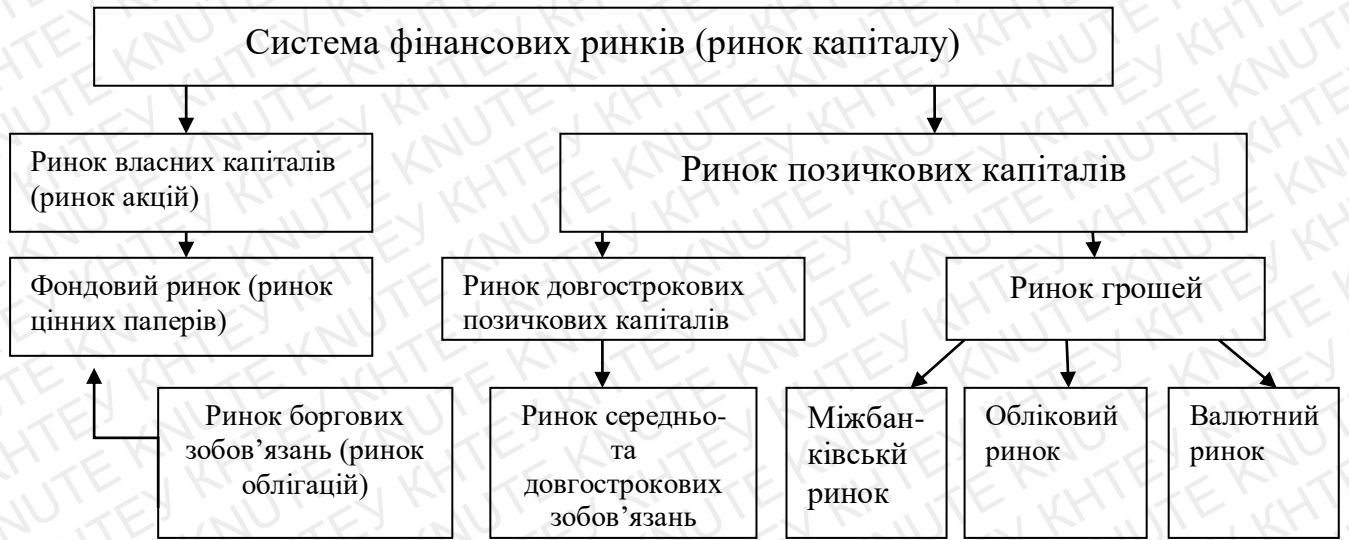 Система фінансових ринків (ринок капіталу)
Ринок власних капіталів
(ринок акцій)
Ринок позичкових капіталів
Фондовий ринок (ринок
цінних паперів)
Ринок довгострокових
позичкових капіталів
Ринок грошей
Ринок боргових
зобов’язань (ринок
облігацій)
Ринок середньо-
та
довгострокових
зобов’язань
Міжбан-
ківськй
ринок
Обліковий
ринок
Валютний
ринок